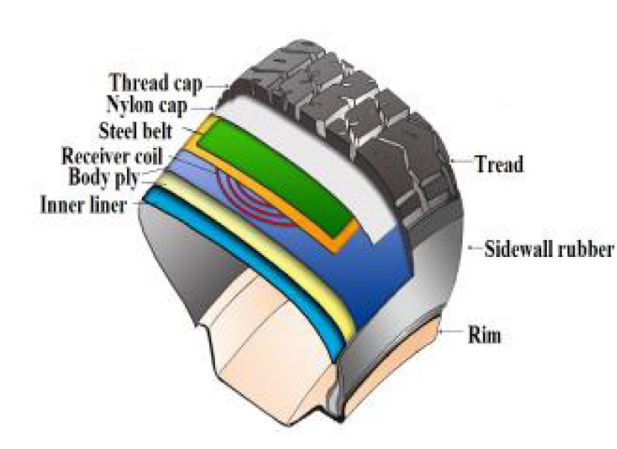 Thread cap
Nylon cap
Steel belt
Receiver coil
Body ply
Inner liner
Tread
Sidewall rubber
Rim